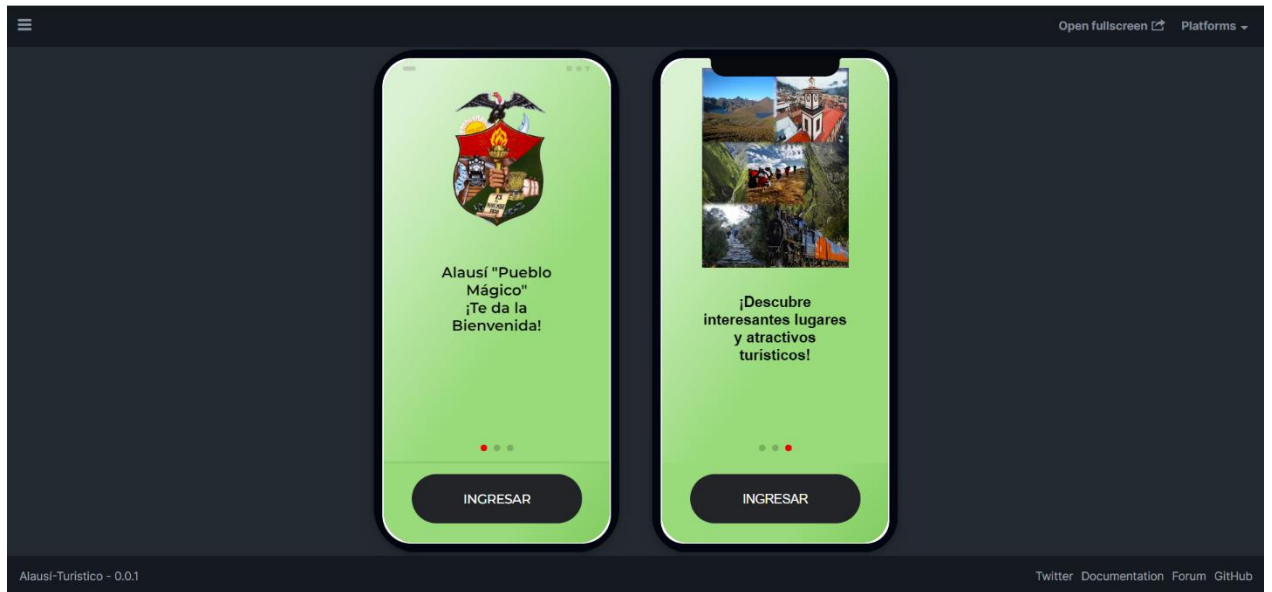 Open fullscreen Platforms
Alausí "Pueblo
Mágico"
¡Te da la
Bienvenida!
INGRESAR
¡Descubre
interesantes lugares
y atractivos
turísticos!
INGRESAR
Alausí-Turistico - 0.0.1
Twitter Documentation Forum GitHub